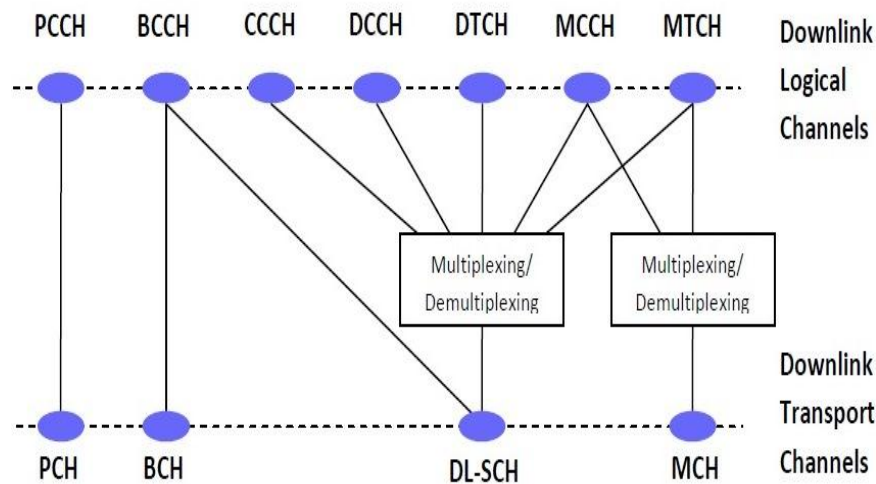 PCCH BCCH CCCH DCCH DTCH MCCH MTCH
Downlink
Logical
Channels
Multiplexing/
Demultiplexing
Multiplexing/
Demultiplexing
Downlink
Transport
Channels
PCH BCH DL-SCH MCH